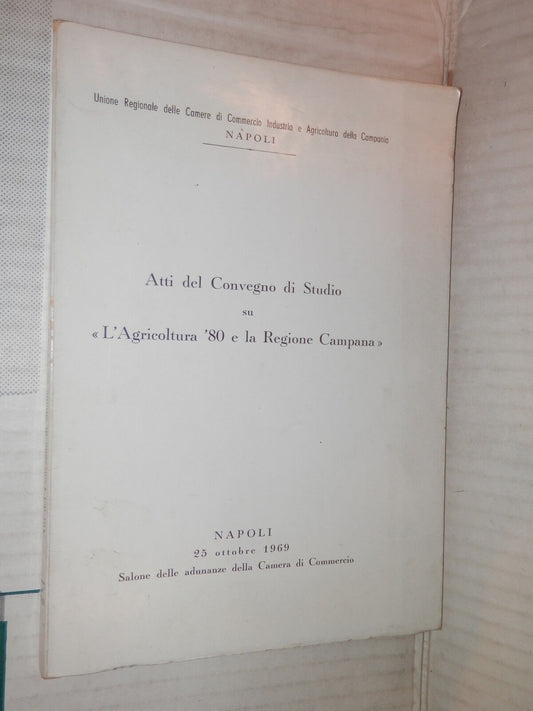 Unione Regionale delle Camere di Commercio Industria e Agricoltura della Campania
NAPOLI
Atti del Convegno di Studio
su
« L'Agricoltura '80 e la Regione Campana »
NAPOLI
25 ottobre 1969
Salone delle adunanze della Camera di Commercio